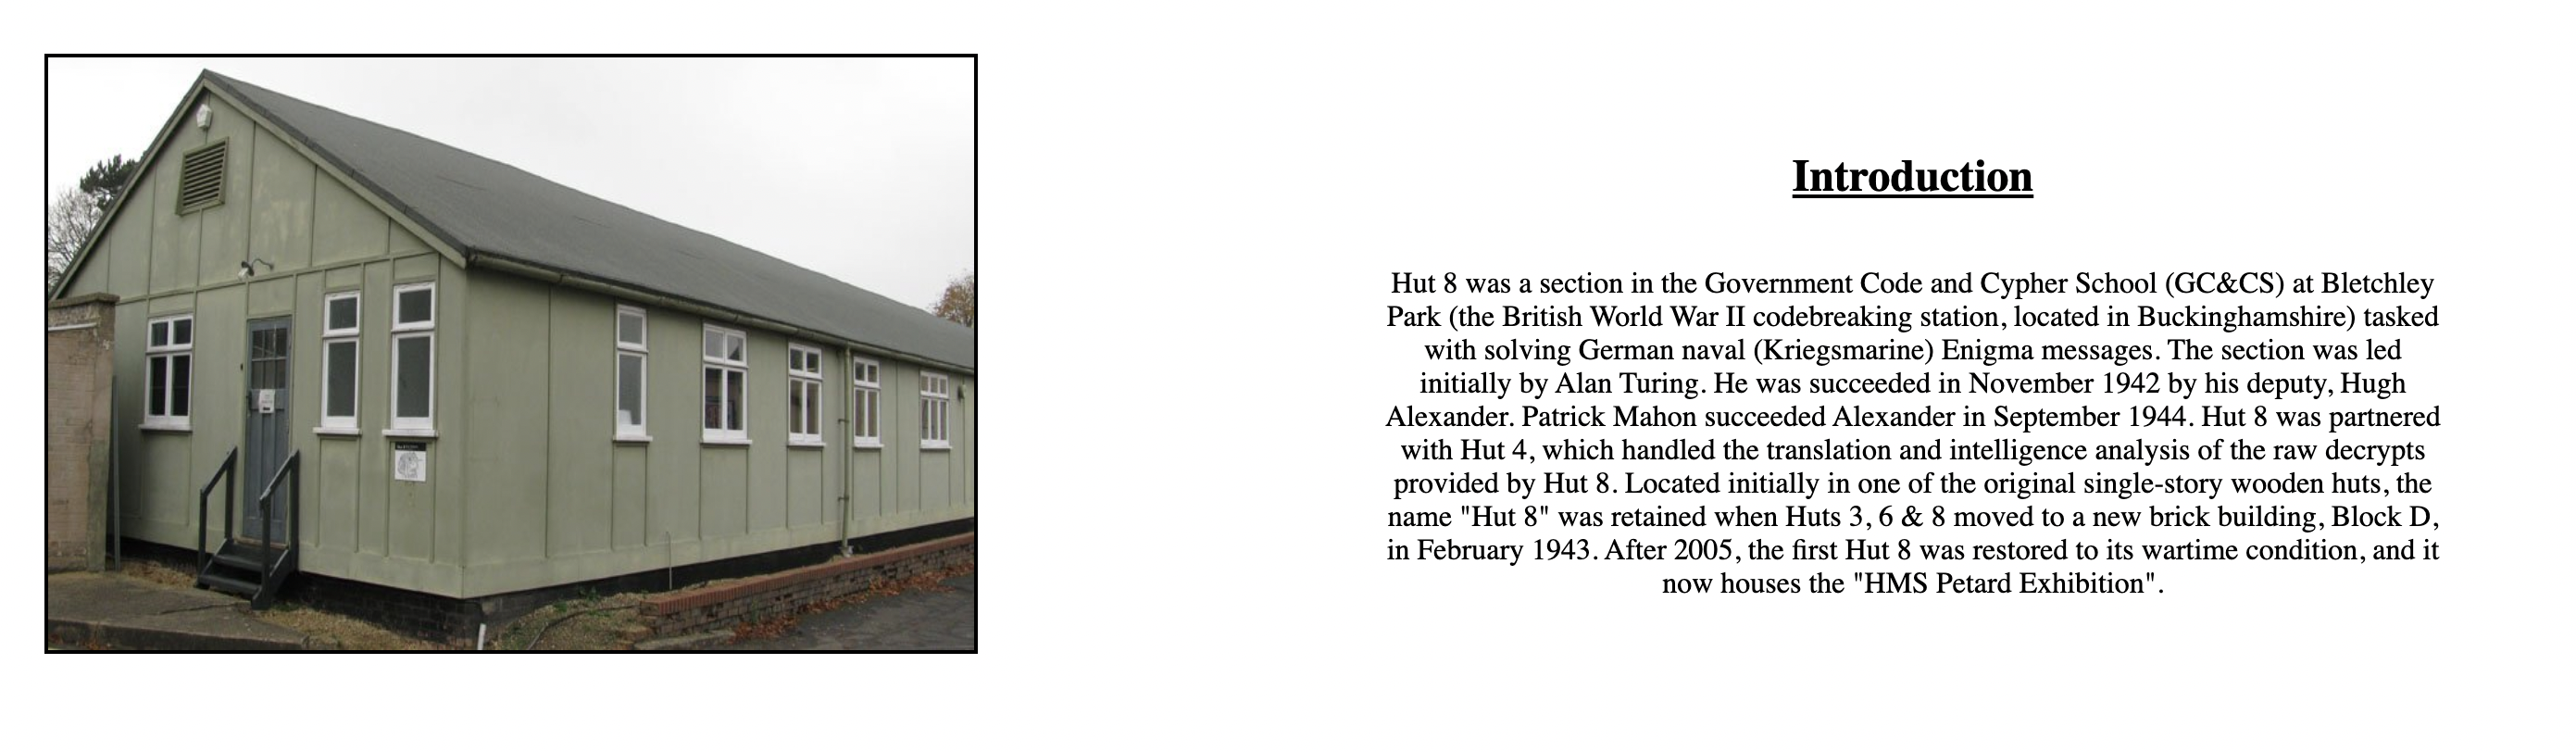 Introduction
Hut 8 was a section in the Government Code and Cypher School (GC&CS) at Bletchley
Park (the British World War II codebreaking station, located in Buckinghamshire) tasked
with solving German naval (Kriegsmarine) Enigma messages. The section was led
initially by Alan Turing. He was succeeded in November 1942 by his deputy, Hugh
Alexander. Patrick Mahon succeeded Alexander in September 1944. Hut 8 was partnered
with Hut 4, which handled the translation and intelligence analysis of the raw decrypts
provided by Hut 8. Located initially in one of the original single-story wooden huts, the
name "Hut 8" was retained when Huts 3, 6 & 8 moved to a new brick building, Block D,
in February 1943. After 2005, the first Hut 8 was restored to its wartime condition, and it
now houses the "HMS Petard Exhibition".